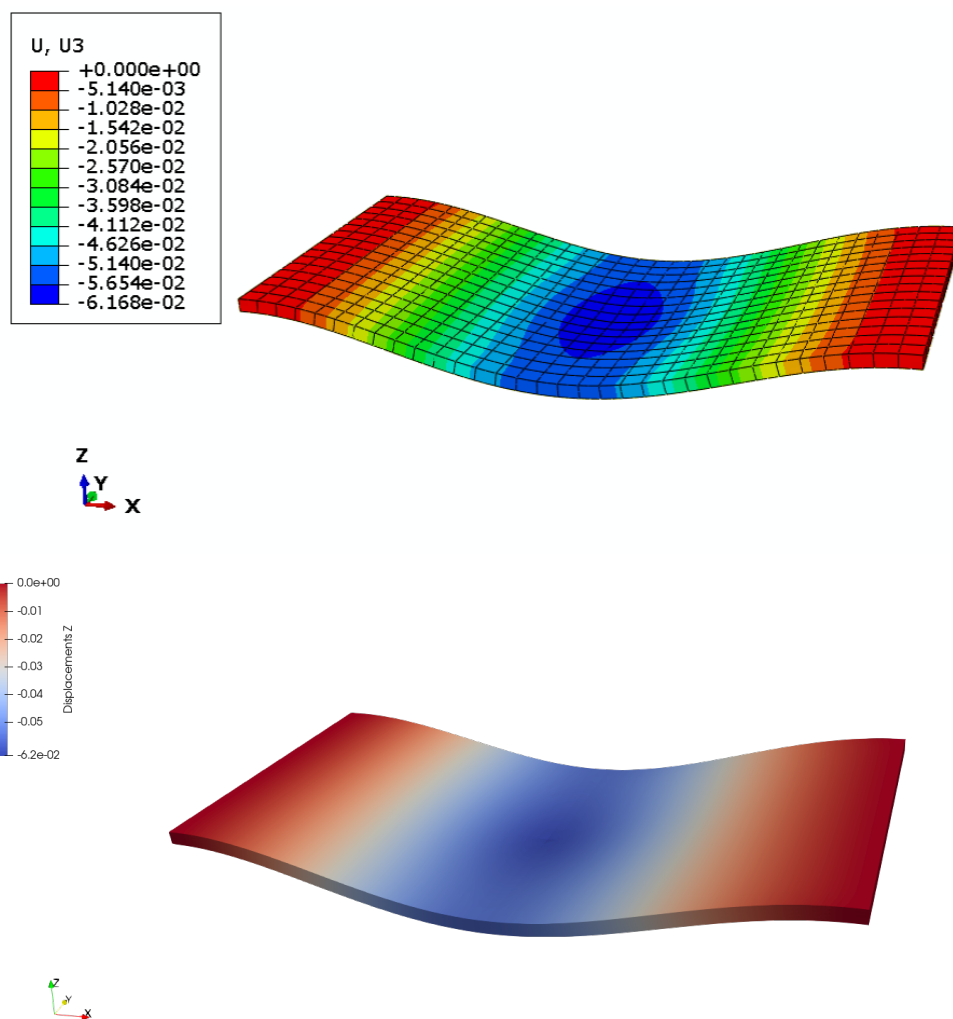 U, U3
+0.000e+00
-5.140e-03
-1.028e-02
-1.542e-02
-2.056e-02
-2.570e-02
-3.084e-02
-3.598e-02
-4.112e-02
-4.626e-02
-5.140e-02
-5.654e-02
-6.168e-02
Z
Y
X
0.0e+00
-0.01
-0.02
-0.03
-0.04
-0.05
-6.2e-02
Displacements Z
Z
Y
X